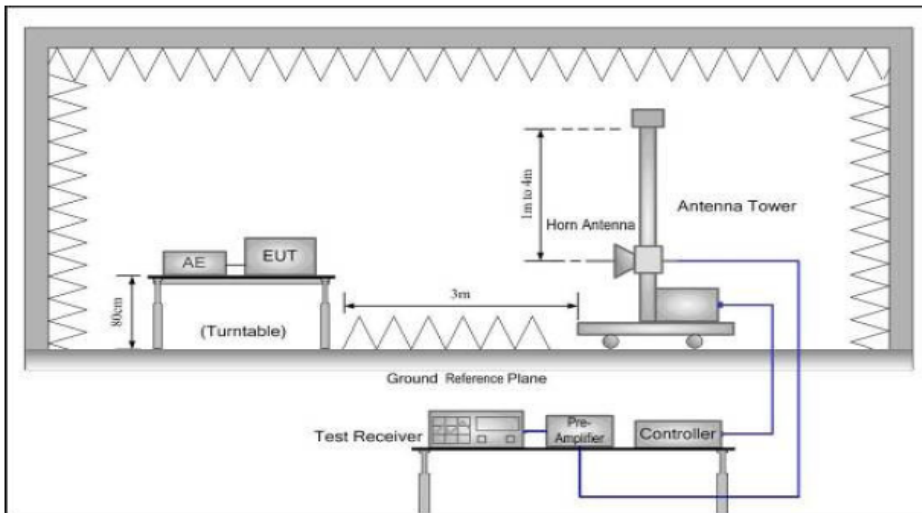 1m to 4m
Horn Antenna
Antenna Tower
AE
EUT
80cm
(Turntable)
3m
Ground Reference Plane
Test Receiver
Pre-
Amplifier
Controller